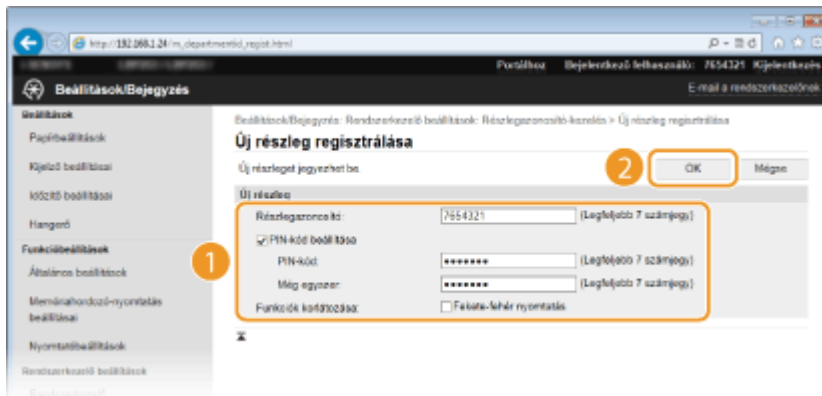 http://192.168.1.24/m_departmentid_regist.html
Portálhoz Bejelentkező felhasználó: 7654321 Kijelentkezés
Beállítások/Bejegyzés
E-mail a rendszerkezelőnek
Beállítások
Papírbeállítások
Kijelző beállításai
Időzítő beállításai
Hangerő
Funkcióbeállítások
Általános beállítások
Memóriahordozó-nyomtatás
beállításai
Nyomtatóbeállítások
Rendszerkezelő beállítások
Beállítások/Bejegyzés: Rendszerkezelő beállítások: Részlegazonosító-kezelés > Új részleg regisztrálása
Új részleg regisztrálása
Új részleget jegyezhet be.
2
OK
Mégse
Új részleg
1
Részlegazonosító: 7654321 (Legfeljebb 7 számjegy)
PIN-kód beállítása
PIN-kód: ••••••• (Legfeljebb 7 számjegy)
Még egyszer: ••••••• (Legfeljebb 7 számjegy)
Funkciók korlátozása: Fekete-fehér nyomtatás